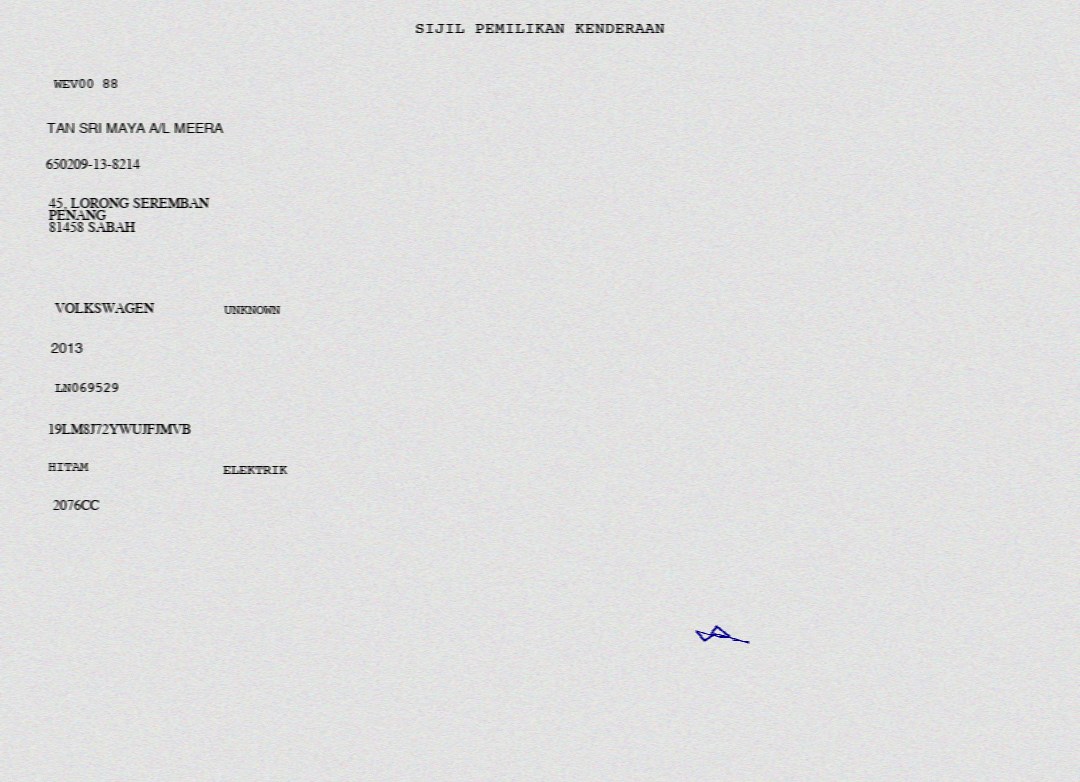 SIJIL PEMILIKAN KENDERAAN
WEV00 88
TAN SRI MAYA A/L MEERA
650209-13-8214
45, LORONG SEREMBAN
PENANG
81458 SABAH
VOLKSWAGEN UNKNOWN
2013
LN069529
19LM8J72YWUJFJMVB
HITAM ELEKTRIK
2076CC